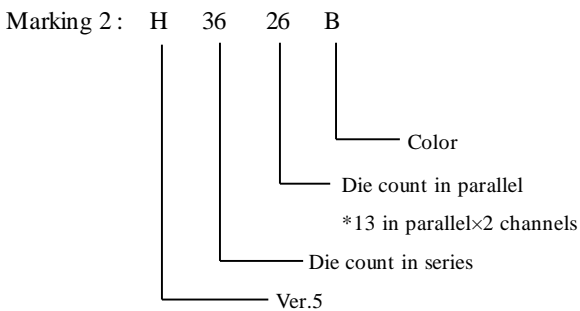 Marking 2 : H 36 26 B
Color
Die count in parallel
*13 in parallel×2 channels
Die count in series
Ver.5